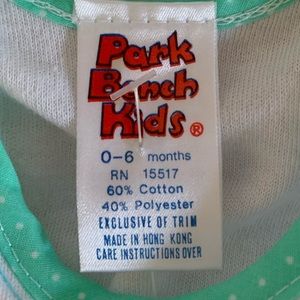 Park
Bench
Kids®
0-6 months
RN 15517
60% Cotton
40% Polyester
EXCLUSIVE OF TRIM
MADE IN HONG KONG
CARE INSTRUCTIONS OVER